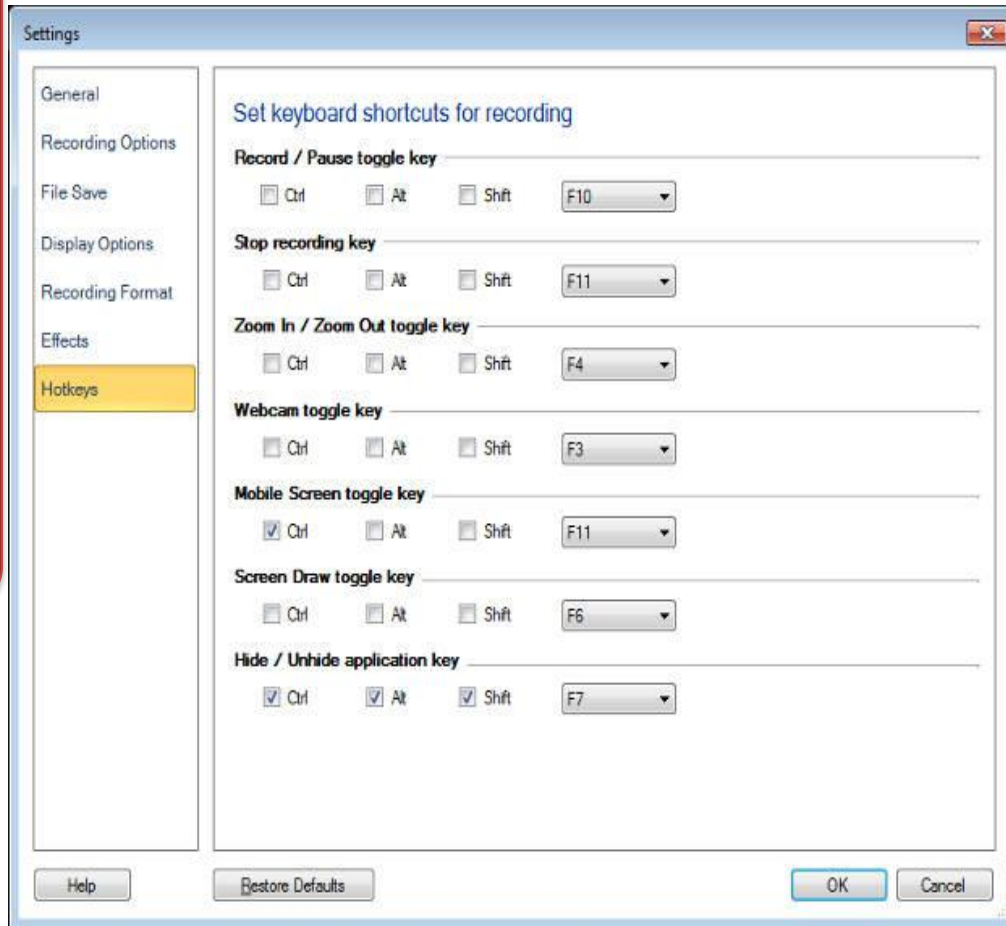 Settings
General
Recording Options
File Save
Display Options
Recording Format
Effects
Hotkeys
Set keyboard shortcuts for recording
Record / Pause toggle key
Ctrl Alt Shift F10
Stop recording key
Ctrl Alt Shift F11
Zoom In / Zoom Out toggle key
Ctrl Alt Shift F4
Webcam toggle key
Ctrl Alt Shift F3
Mobile Screen toggle key
Ctrl Alt Shift F11
Screen Draw toggle key
Ctrl Alt Shift F6
Hide / Unhide application key
Ctrl Alt Shift F7
Help Restore Defaults OK Cancel